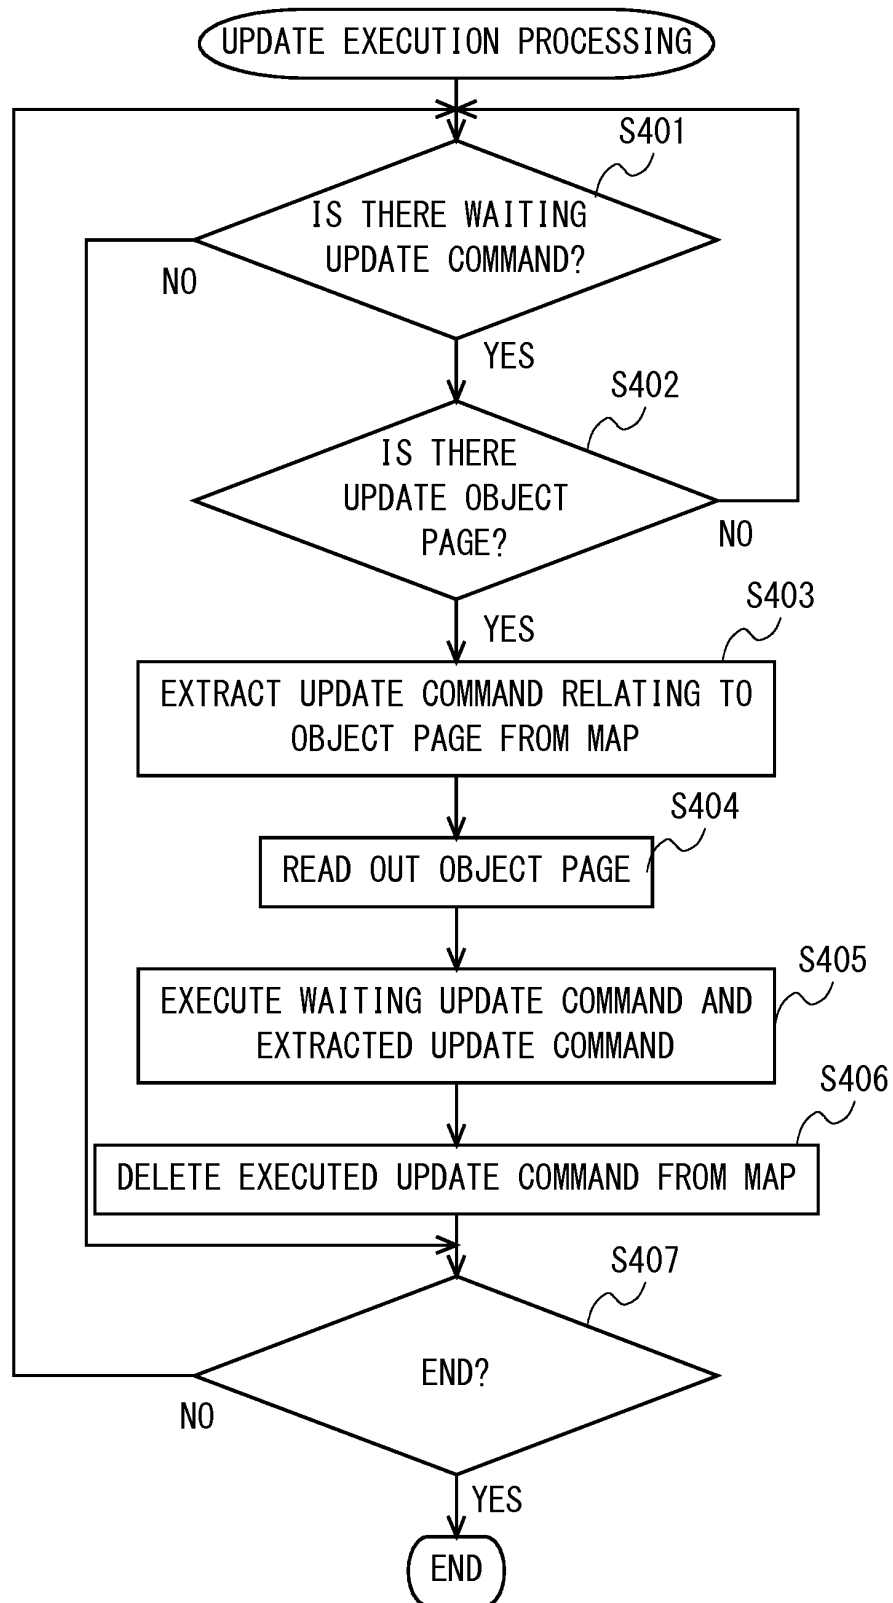 UPDATE EXECUTION PROCESSING
S401
IS THERE WAITING
UPDATE COMMAND?
NO
YES
S402
IS THERE
UPDATE OBJECT
PAGE?
NO
YES
S403
EXTRACT UPDATE COMMAND RELATING TO
OBJECT PAGE FROM MAP
S404
READ OUT OBJECT PAGE
S405
EXECUTE WAITING UPDATE COMMAND AND
EXTRACTED UPDATE COMMAND
S406
DELETE EXECUTED UPDATE COMMAND FROM MAP
S407
END?
NO
YES
END